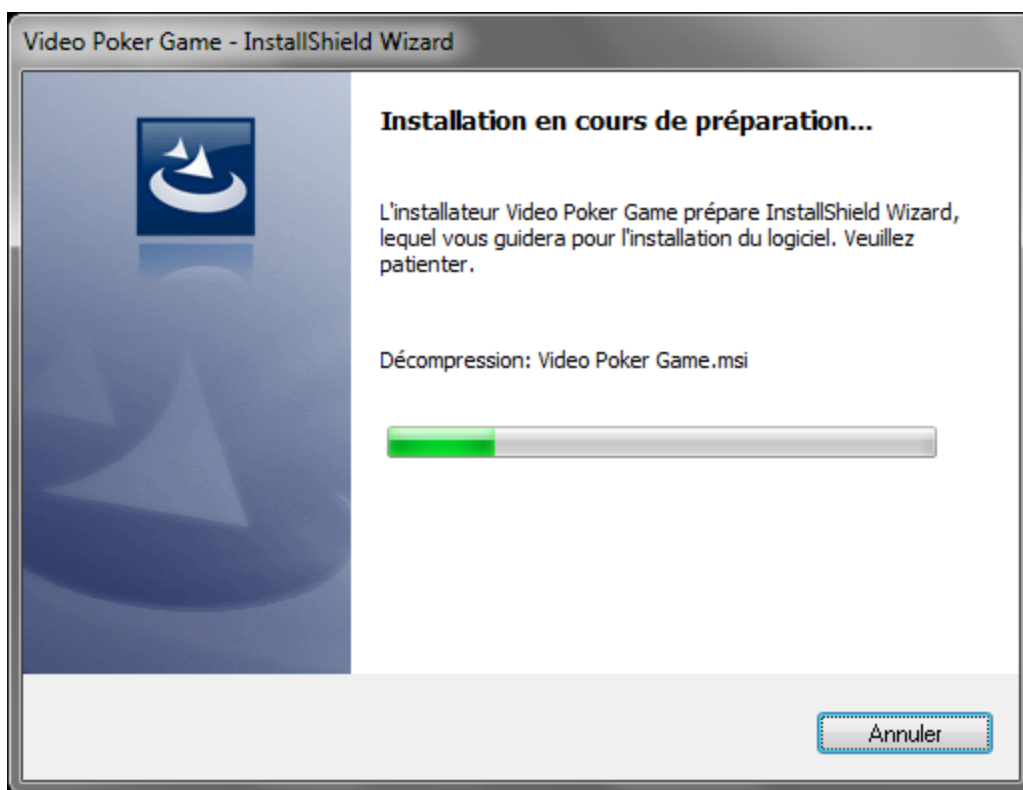 Video Poker Game - InstallShield Wizard
Installation en cours de préparation...
L'installateur Video Poker Game prépare InstallShield Wizard,
lequel vous guidera pour l'installation du logiciel. Veuillez
patienter.
Décompression: Video Poker Game.msi
Annuler